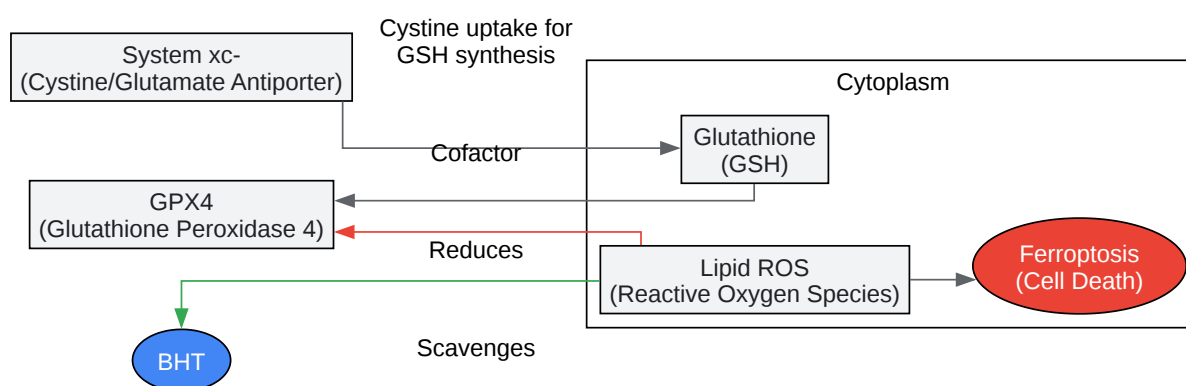 Cystine uptake for
GSH synthesis
System xc-
(Cystine/Glutamate Antiporter)
Cytoplasm
Glutathione
(GSH)
Cofactor
GPX4
(Glutathione Peroxidase 4)
Reduces
Lipid ROS
(Reactive Oxygen Species)
Ferroptosis
(Cell Death)
Scavenges
BHT